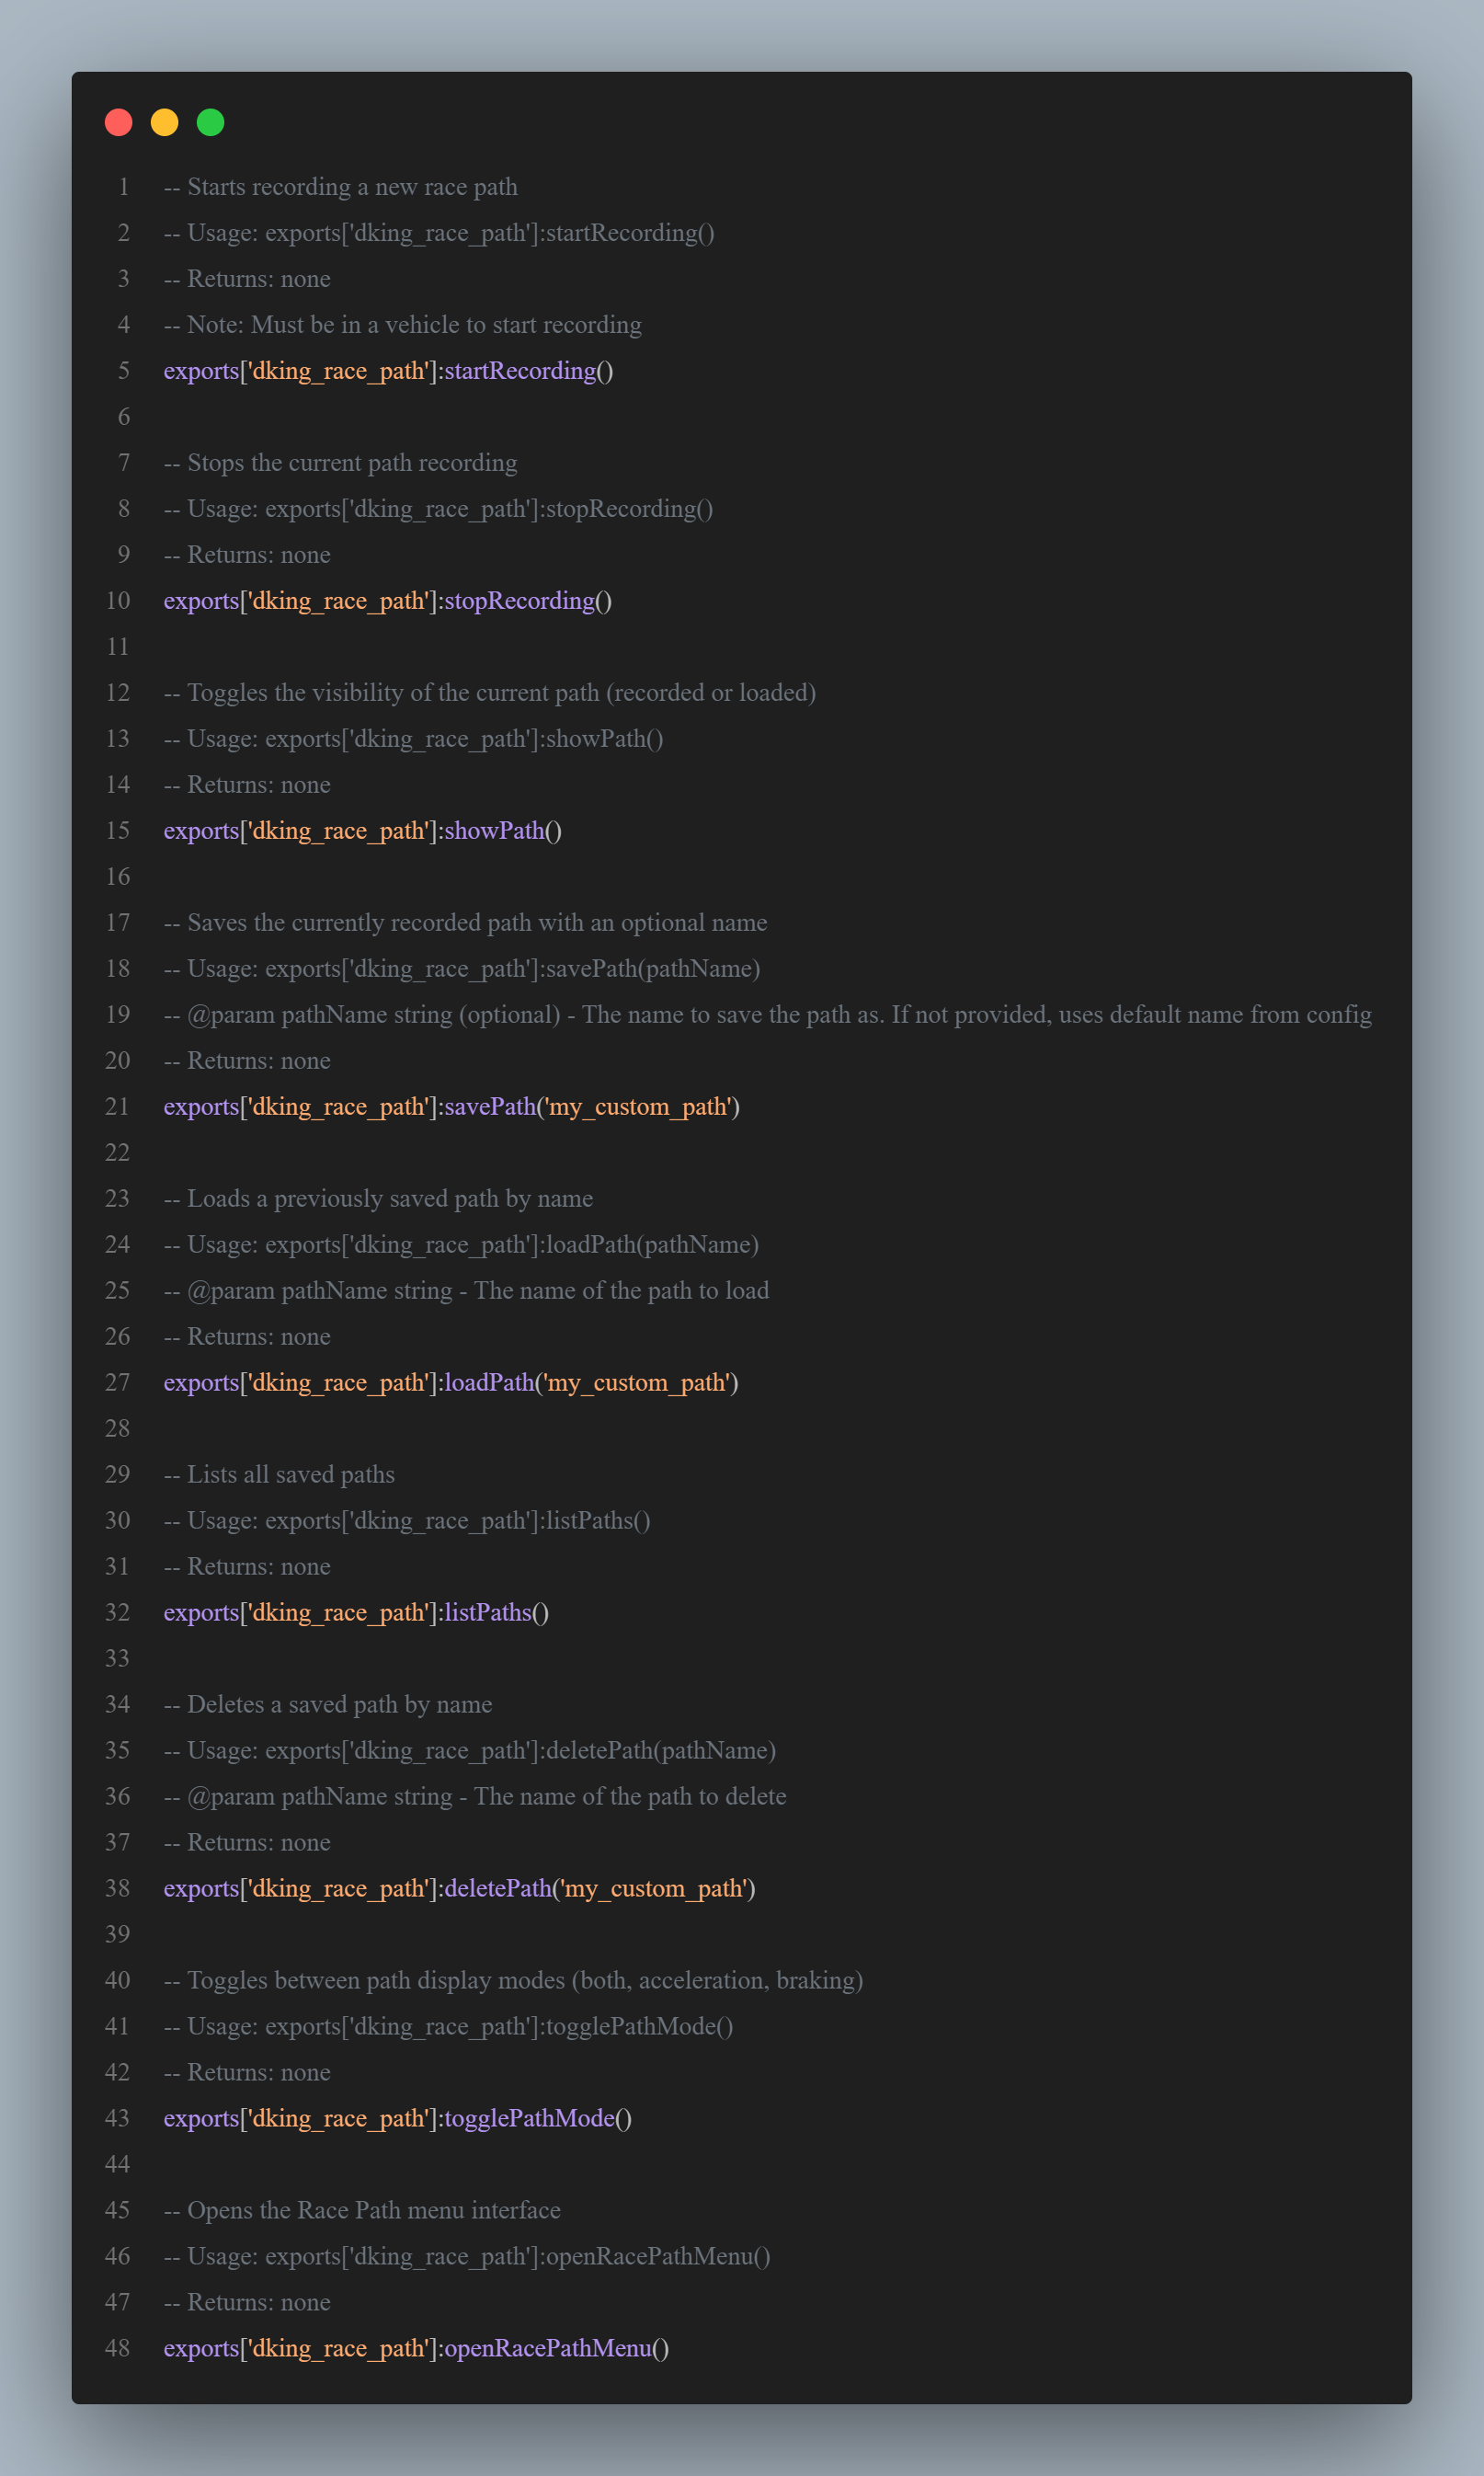 1 -- Starts recording a new race path
2 -- Usage: exports['dking_race_path']:startRecording()
3 -- Returns: none
4 -- Note: Must be in a vehicle to start recording
5 exports['dking_race_path']:startRecording()
6
7 -- Stops the current path recording
8 -- Usage: exports['dking_race_path']:stopRecording()
9 -- Returns: none
10 exports['dking_race_path']:stopRecording()
11
12 -- Toggles the visibility of the current path (recorded or loaded)
13 -- Usage: exports['dking_race_path']:showPath()
14 -- Returns: none
15 exports['dking_race_path']:showPath()
16
17 -- Saves the currently recorded path with an optional name
18 -- Usage: exports['dking_race_path']:savePath(pathName)
19 -- @param pathName string (optional) - The name to save the path as. If not provided, uses default name from config
20 -- Returns: none
21 exports['dking_race_path']:savePath('my_custom_path')
22
23 -- Loads a previously saved path by name
24 -- Usage: exports['dking_race_path']:loadPath(pathName)
25 -- @param pathName string - The name of the path to load
26 -- Returns: none
27 exports['dking_race_path']:loadPath('my_custom_path')
28
29 -- Lists all saved paths
30 -- Usage: exports['dking_race_path']:listPaths()
31 -- Returns: none
32 exports['dking_race_path']:listPaths()
33
34 -- Deletes a saved path by name
35 -- Usage: exports['dking_race_path']:deletePath(pathName)
36 -- @param pathName string - The name of the path to delete
37 -- Returns: none
38 exports['dking_race_path']:deletePath('my_custom_path')
39
40 -- Toggles between path display modes (both, acceleration, braking)
41 -- Usage: exports['dking_race_path']:togglePathMode()
42 -- Returns: none
43 exports['dking_race_path']:togglePathMode()
44
45 -- Opens the Race Path menu interface
46 -- Usage: exports['dking_race_path']:openRacePathMenu()
47 -- Returns: none
48 exports['dking_race_path']:openRacePathMenu()